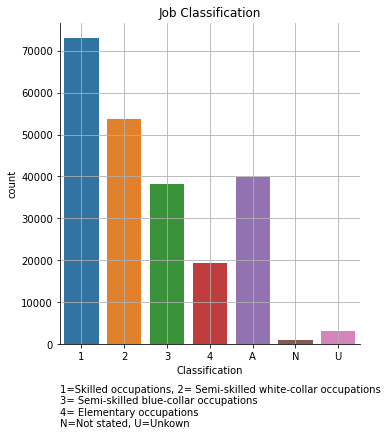 Job Classification
70000
60000
50000
40000
30000
20000
10000
0
count
1 2 3 4 A N U
Classification
1=Skilled occupations, 2= Semi-skilled white-collar occupations
3= Semi-skilled blue-collar occupations
4= Elementary occupations
N=Not stated, U=Unkown